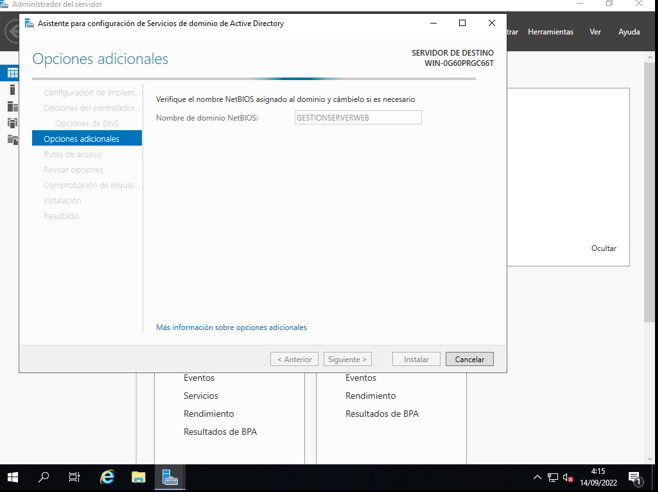 Administrador del servidor
Asistente para configuración de Servicios de dominio de Active Directory
Herramientas
Ver
Ayuda
Opciones adicionales
SERVIDOR DE DESTINO
WIN-0G60PRGC66T
Configuración de implem...
Opciones del controlador...
Opciones de DNS
Opciones adicionales
Rutas de acceso
Revisar opciones
Comprobación de requisi...
Instalación
Resultado
Verifique el nombre NetBIOS asignado al dominio y cámbielo si es necesario
Nombre de dominio NetBIOS:
GESTIONSERVERWEB
Ocultar
Más información sobre opciones adicionales
< Anterior
Siguiente >
Instalar
Cancelar
Eventos
Servicios
Rendimiento
Resultados de BPA
Eventos
Rendimiento
Resultados de BPA
4:15
14/09/2022
1